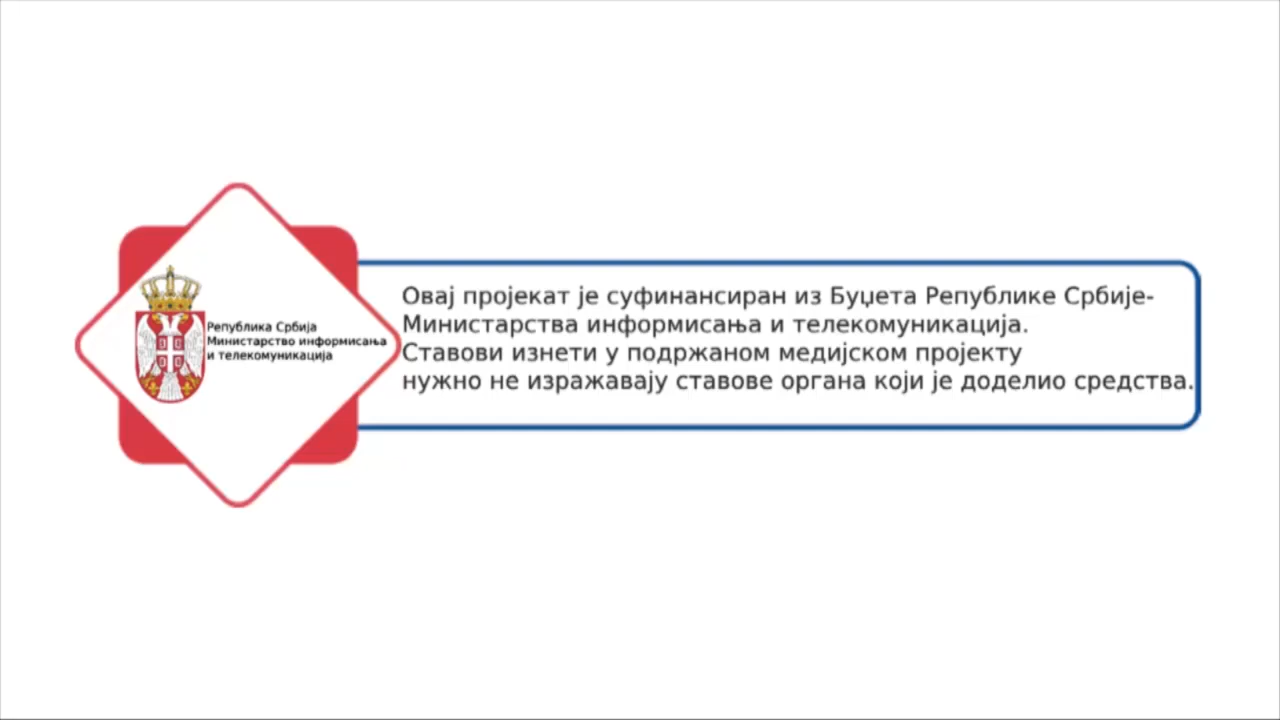 Република Србија
Министарство информисања
и телекомуникација
Овај пројекат је суфинансиран из Буџета Републике Србије-
Министарства информисања и телекомуникација.
Ставови изнети у подржаном медијском пројекту
нужно не изражавају ставове органа који је доделио средства.